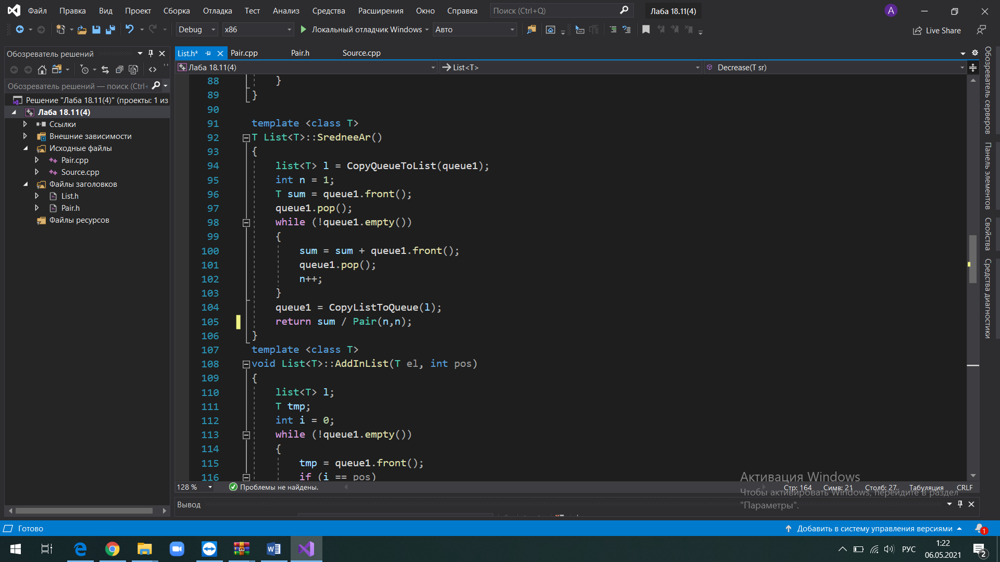 Файл Правка Вид Проект Сборка Отладка Тест Анализ Средства Расширения Окно Справка Поиск (Ctrl+Q) Лаба 18.11(4) A
Debug x86 Локальный отладчик Windows Авто Live Share
Обозреватель решений
Обозреватель решений — поиск (Ctrl+
Решение "Лаба 18.11(4)" (проекты: 1 из
Лаба 18.11(4)
Ссылки
Внешние зависимости
Исходные файлы
Pair.cpp
Source.cpp
Файлы заголовков
List.h
Pair.h
Файлы ресурсов
List.h* Pair.cpp Pair.h Source.cpp
Лаба 18.11(4) List<T> Decrease(T sr)
88 }
89 }
90
91 template <class T>
92 T List<T>::SredneeAr()
93 {
94 list<T> l = CopyQueueToList(queue1);
95 int n = 1;
96 T sum = queue1.front();
97 queue1.pop();
98 while (!queue1.empty())
99 {
100 sum = sum + queue1.front();
101 queue1.pop();
102 n++;
103 }
104 queue1 = CopyListToQueue(l);
105 return sum / Pair(n,n);
106 }
107 template <class T>
108 void List<T>::AddInList(T el, int pos)
109 {
110 list<T> l;
111 T tmp;
112 int i = 0;
113 while (!queue1.empty())
114 {
115 tmp = queue1.front();
116 if (i == pos)
128 % Проблемы не найдены. Стр: 164 Симв: 21 Столб: 27 Табуляция CRLF
Активация Windows
Чтобы активировать Windows, перейдите в раздел
"Параметры".
Вывод
Обозреватель серверов
Панель элементов
Свойства
Средства диагностики
Готово Добавить в систему управления версиями 1
РУС 1:22
06.05.2021 2